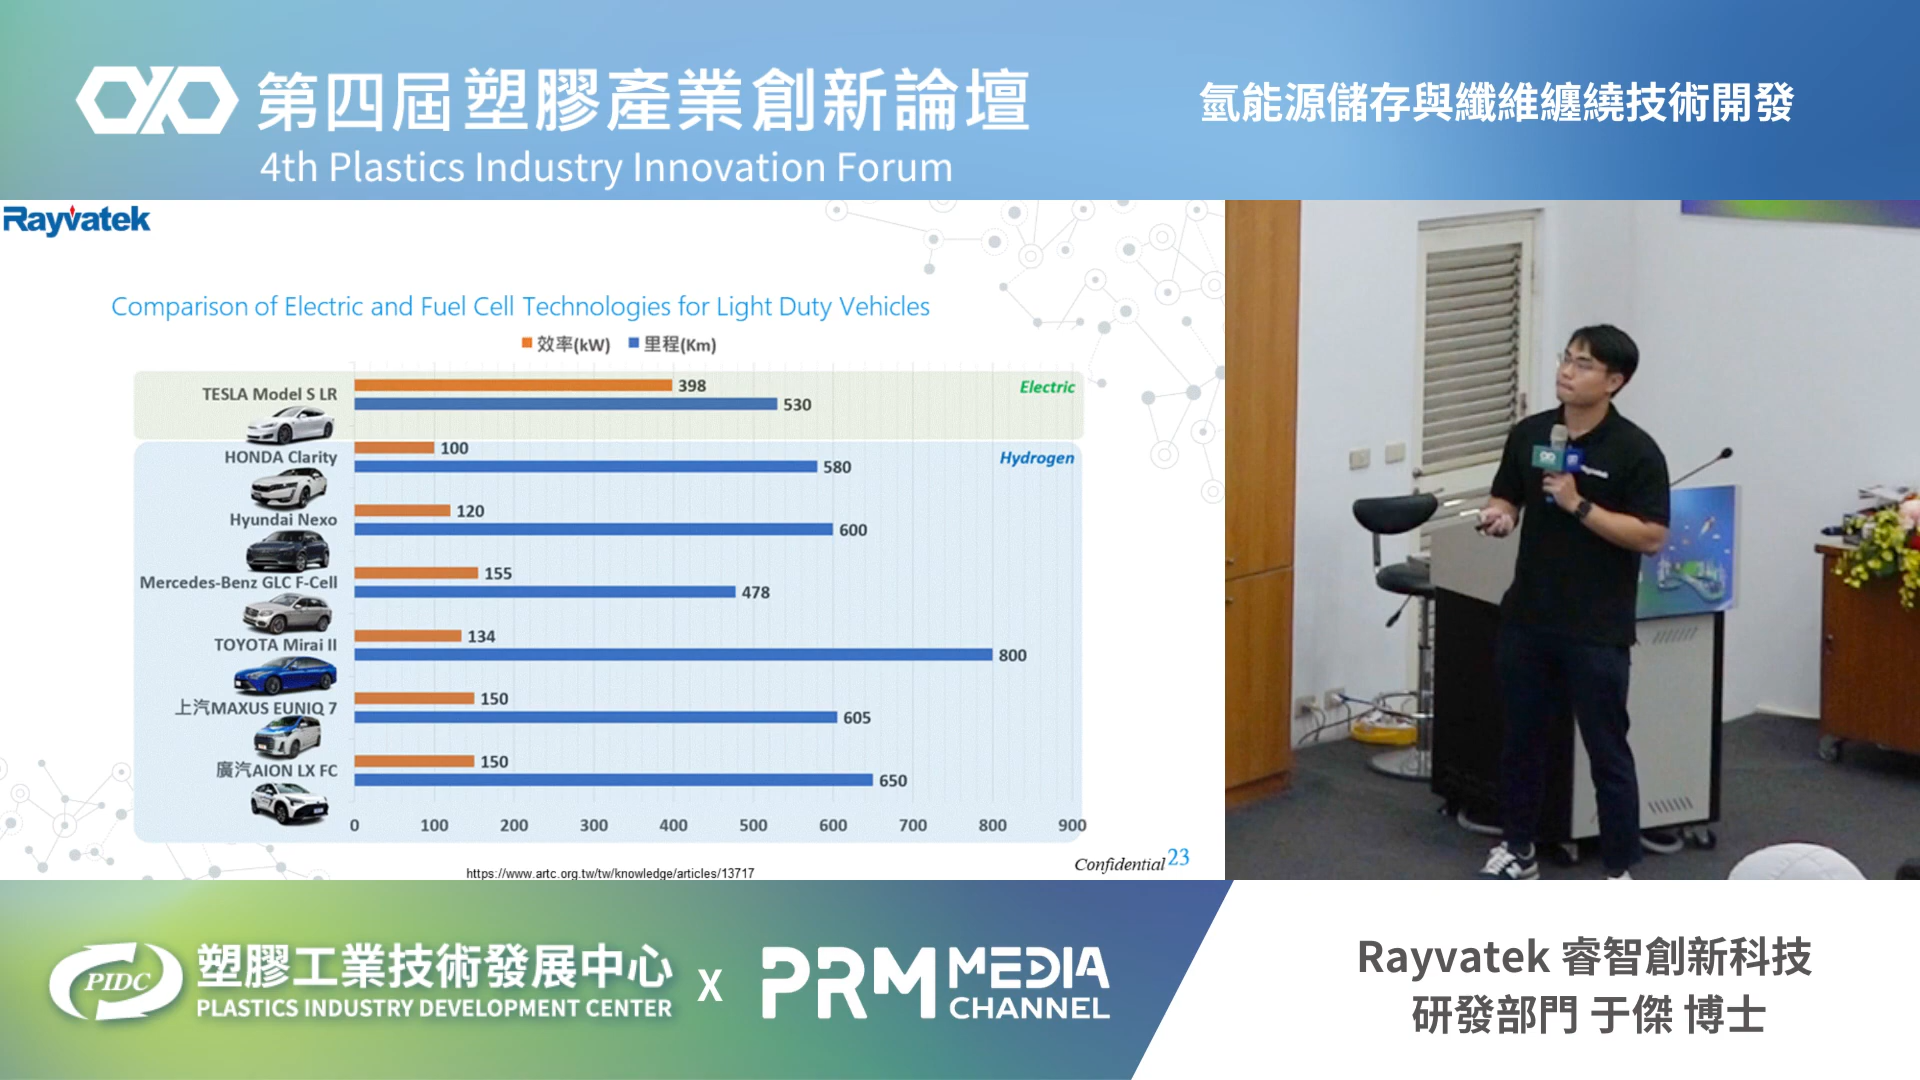 第四屆塑膠產業創新論壇
4th Plastics Industry Innovation Forum
氫能源儲存與纖維纏繞技術開發
Rayvatek
Comparison of Electric and Fuel Cell Technologies for Light Duty Vehicles
效率(kW) 里程(Km)
Electric
TESLA Model S LR
398
530
Hydrogen
HONDA Clarity
100
580
Hyundai Nexo
120
600
Mercedes-Benz GLC F-Cell
155
478
TOYOTA Mirai II
134
800
上汽MAXUS EUNIQ 7
150
605
廣汽AION LX FC
150
650
0 100 200 300 400 500 600 700 800 900
https://www.artc.org.tw/tw/knowledge/articles/13717
Confidential 23
Rayvatek
PIDC
塑膠工業技術發展中心
PLASTICS INDUSTRY DEVELOPMENT CENTER
X
PRM MEDIA
CHANNEL
Rayvatek 睿智創新科技
研發部門 于傑 博士